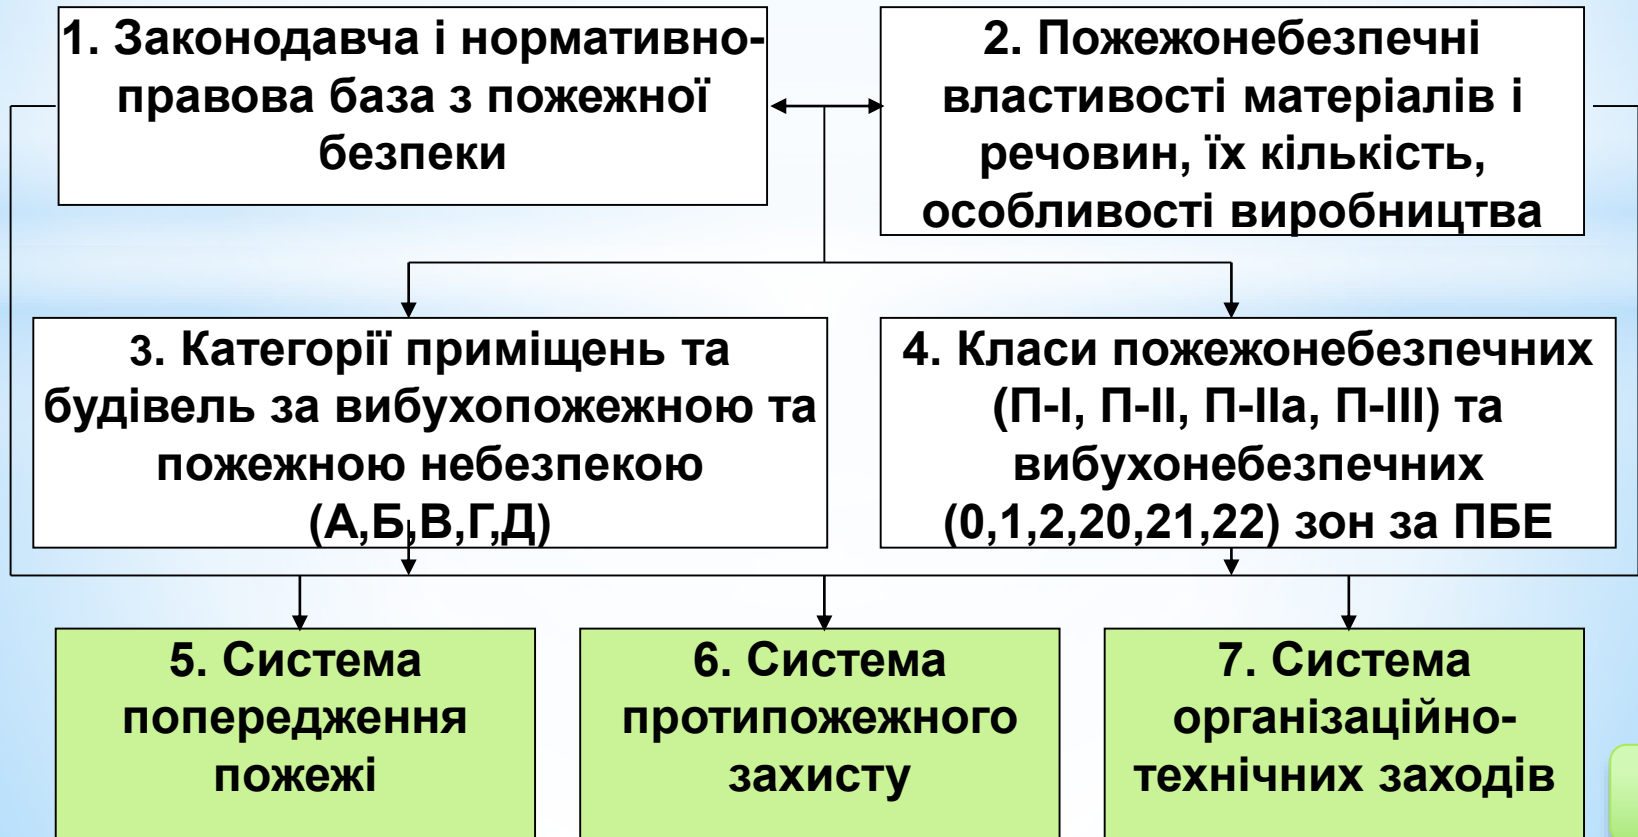 1. Законодавча і нормативно-
правова база з пожежної
безпеки
2. Пожежонебезпечні
властивості матеріалів і
речовин, їх кількість,
особливості виробництва
3. Категорії приміщень та
будівель за вибухопожежною та
пожежною небезпекою
(А,Б,В,Г,Д)
4. Класи пожежонебезпечних
(П-І, П-ІІ, П-ІІа, П-ІІІ) та
вибухонебезпечних
(0,1,2,20,21,22) зон за ПБЕ
5. Система
попередження
пожежі
6. Система
протипожежного
захисту
7. Система
організаційно-
технічних заходів